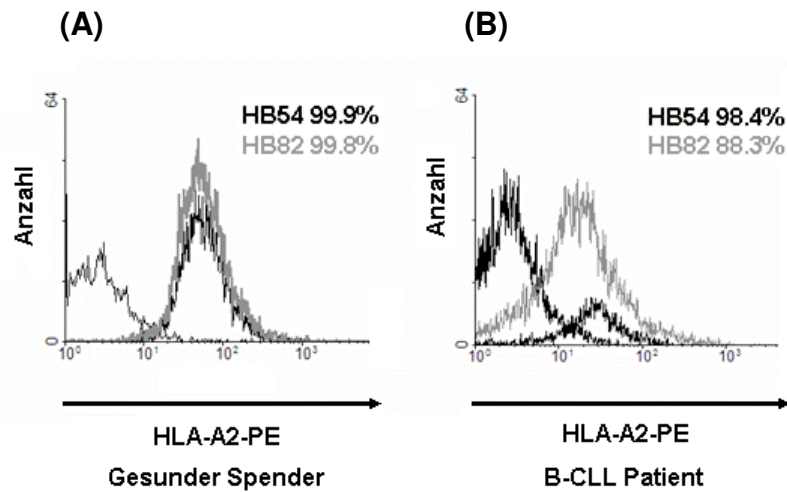 (A)
64
HB54 99.9%
HB82 99.8%
Anzahl
0
10⁰ 10¹ 10² 10³
HLA-A2-PE
Gesunder Spender
(B)
64
HB54 98.4%
HB82 88.3%
Anzahl
0
10⁰ 10¹ 10² 10³
HLA-A2-PE
B-CLL Patient